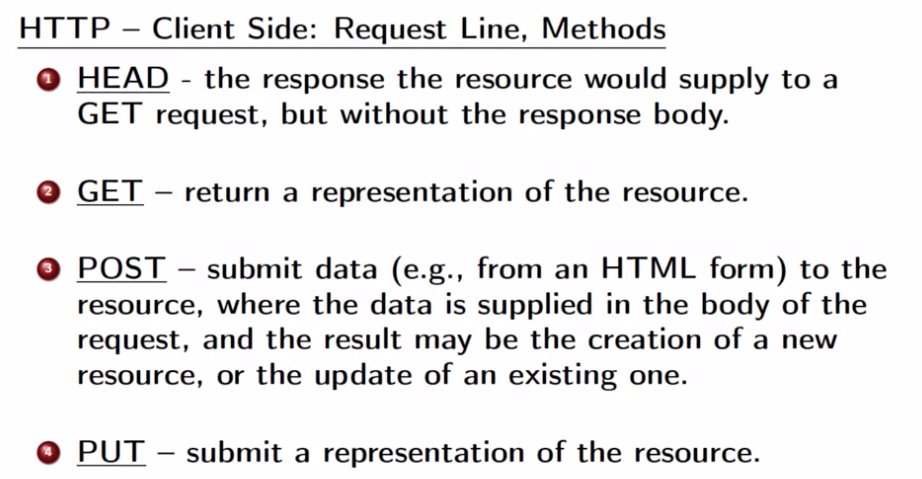 HTTP – Client Side: Request Line, Methods
1 HEAD - the response the resource would supply to a
GET request, but without the response body.
2 GET – return a representation of the resource.
3 POST – submit data (e.g., from an HTML form) to the
resource, where the data is supplied in the body of the
request, and the result may be the creation of a new
resource, or the update of an existing one.
4 PUT – submit a representation of the resource.